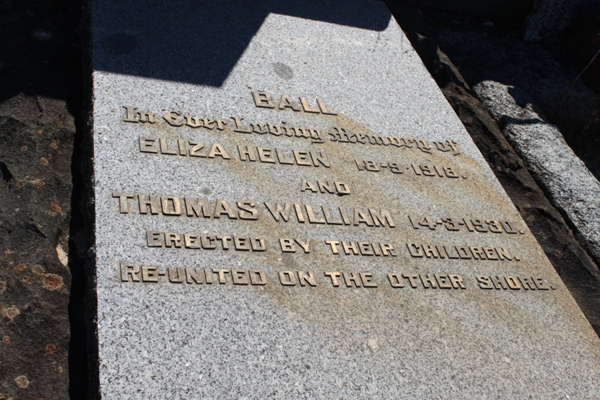 BALL
In Ever Loving Memory of
ELIZA HELEN 18-9-1918.
AND
THOMAS WILLIAM 14-3-1930.
ERECTED BY THEIR CHILDREN.
RE-UNITED ON THE OTHER SHORE.